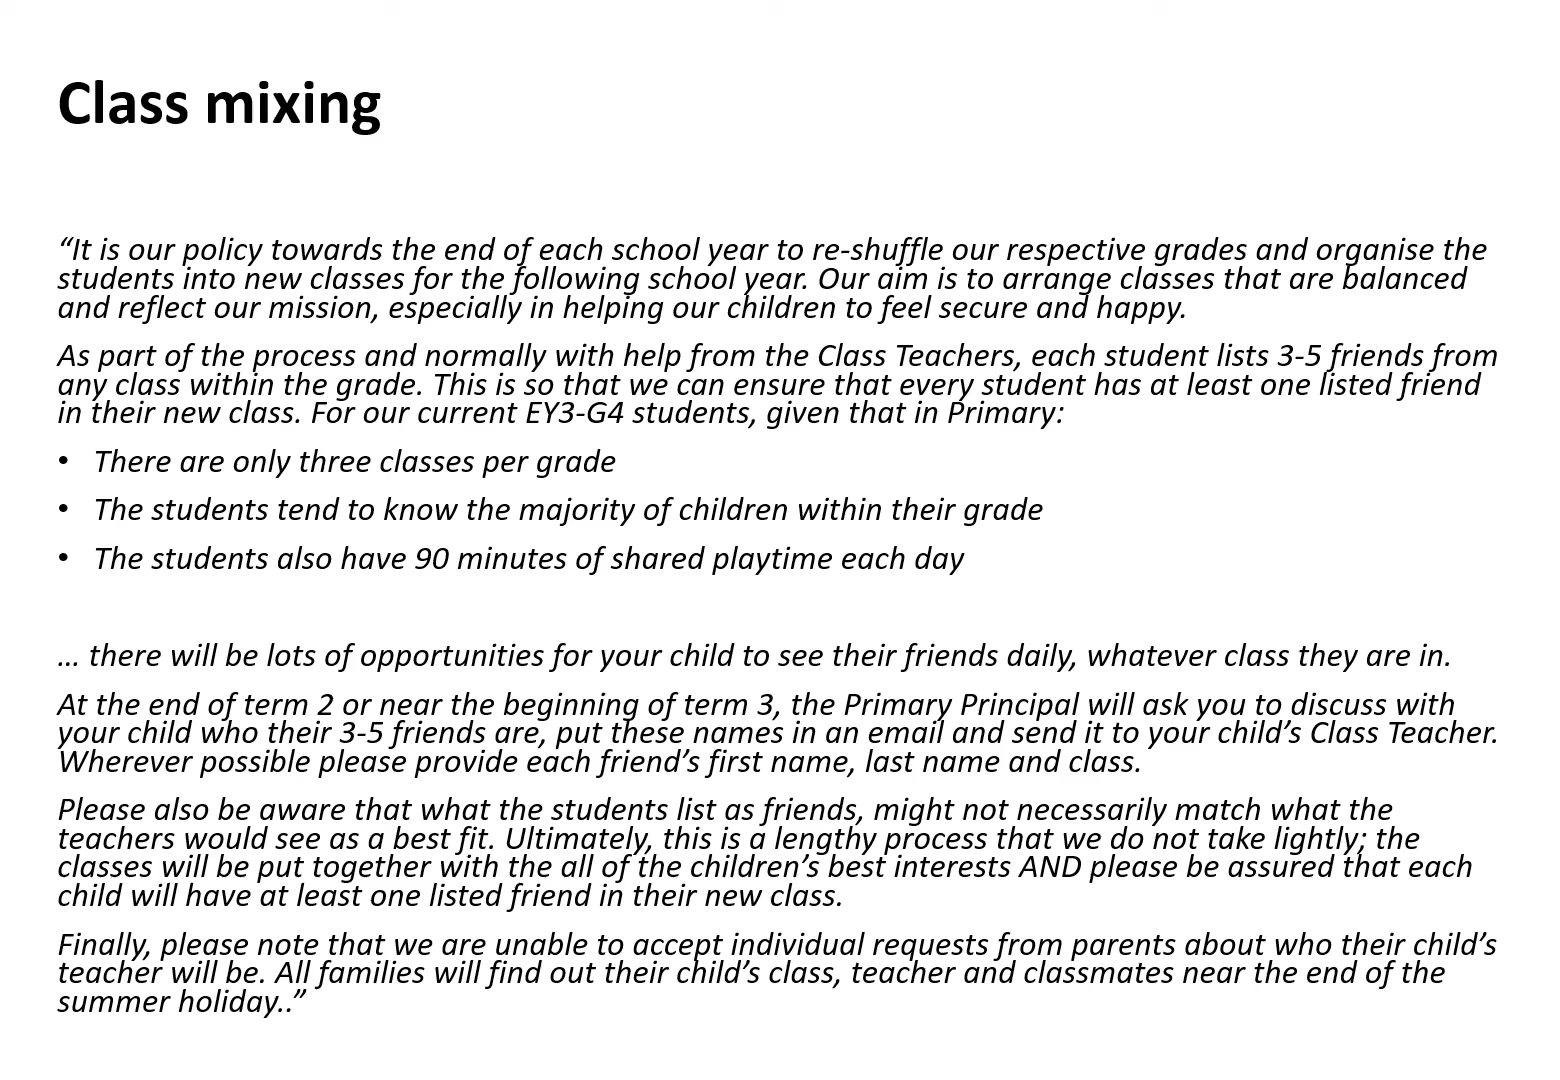 Class mixing
“It is our policy towards the end of each school year to re-shuffle our respective grades and organise the
students into new classes for the following school year. Our aim is to arrange classes that are balanced
and reflect our mission, especially in helping our children to feel secure and happy.
As part of the process and normally with help from the Class Teachers, each student lists 3-5 friends from
any class within the grade. This is so that we can ensure that every student has at least one listed friend
in their new class. For our current EY3-G4 students, given that in Primary:
• There are only three classes per grade
• The students tend to know the majority of children within their grade
• The students also have 90 minutes of shared playtime each day
… there will be lots of opportunities for your child to see their friends daily, whatever class they are in.
At the end of term 2 or near the beginning of term 3, the Primary Principal will ask you to discuss with
your child who their 3-5 friends are, put these names in an email and send it to your child’s Class Teacher.
Wherever possible please provide each friend’s first name, last name and class.
Please also be aware that what the students list as friends, might not necessarily match what the
teachers would see as a best fit. Ultimately, this is a lengthy process that we do not take lightly; the
classes will be put together with the all of the children’s best interests AND please be assured that each
child will have at least one listed friend in their new class.
Finally, please note that we are unable to accept individual requests from parents about who their child’s
teacher will be. All families will find out their child’s class, teacher and classmates near the end of the
summer holiday..”